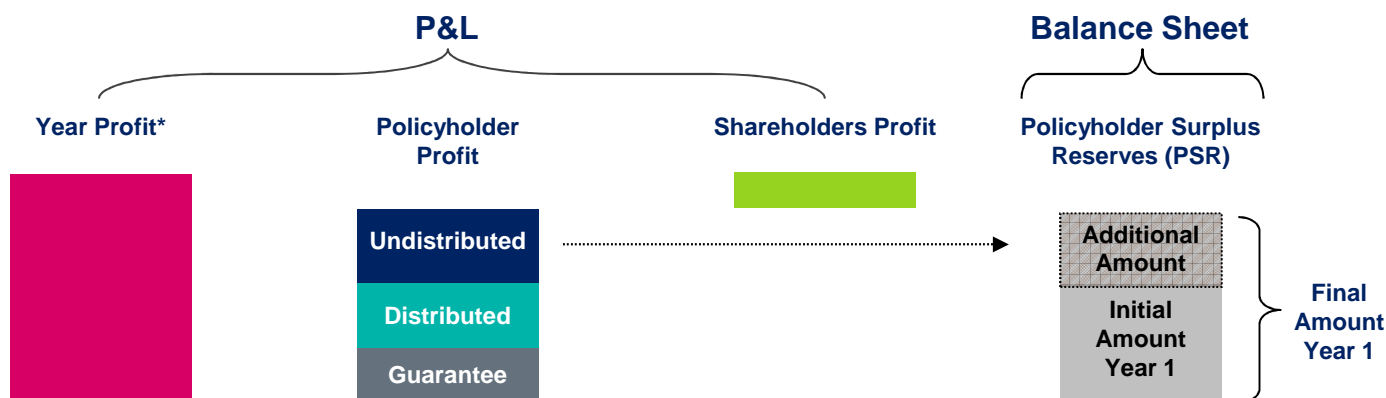 P&L
Balance Sheet
Year Profit*
Policyholder
Profit
Shareholders Profit
Policyholder Surplus
Reserves (PSR)
Undistributed
Distributed
Guarantee
Additional
Amount
Initial
Amount
Year 1
Final
Amount
Year 1